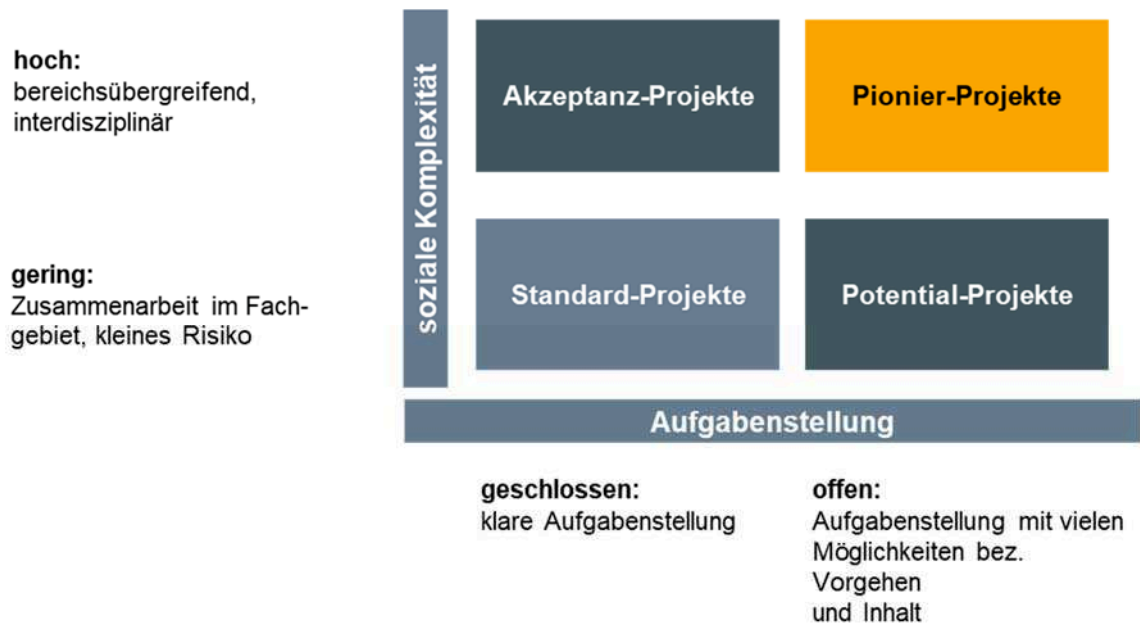 hoch:
bereichsübergreifend,
interdisziplinär
gering:
Zusammenarbeit im Fach-
gebiet, kleines Risiko
soziale Komplexität
Akzeptanz-Projekte
Pionier-Projekte
Standard-Projekte
Potential-Projekte
Aufgabenstellung
geschlossen:
klare Aufgabenstellung
offen:
Aufgabenstellung mit vielen
Möglichkeiten bez.
Vorgehen
und Inhalt